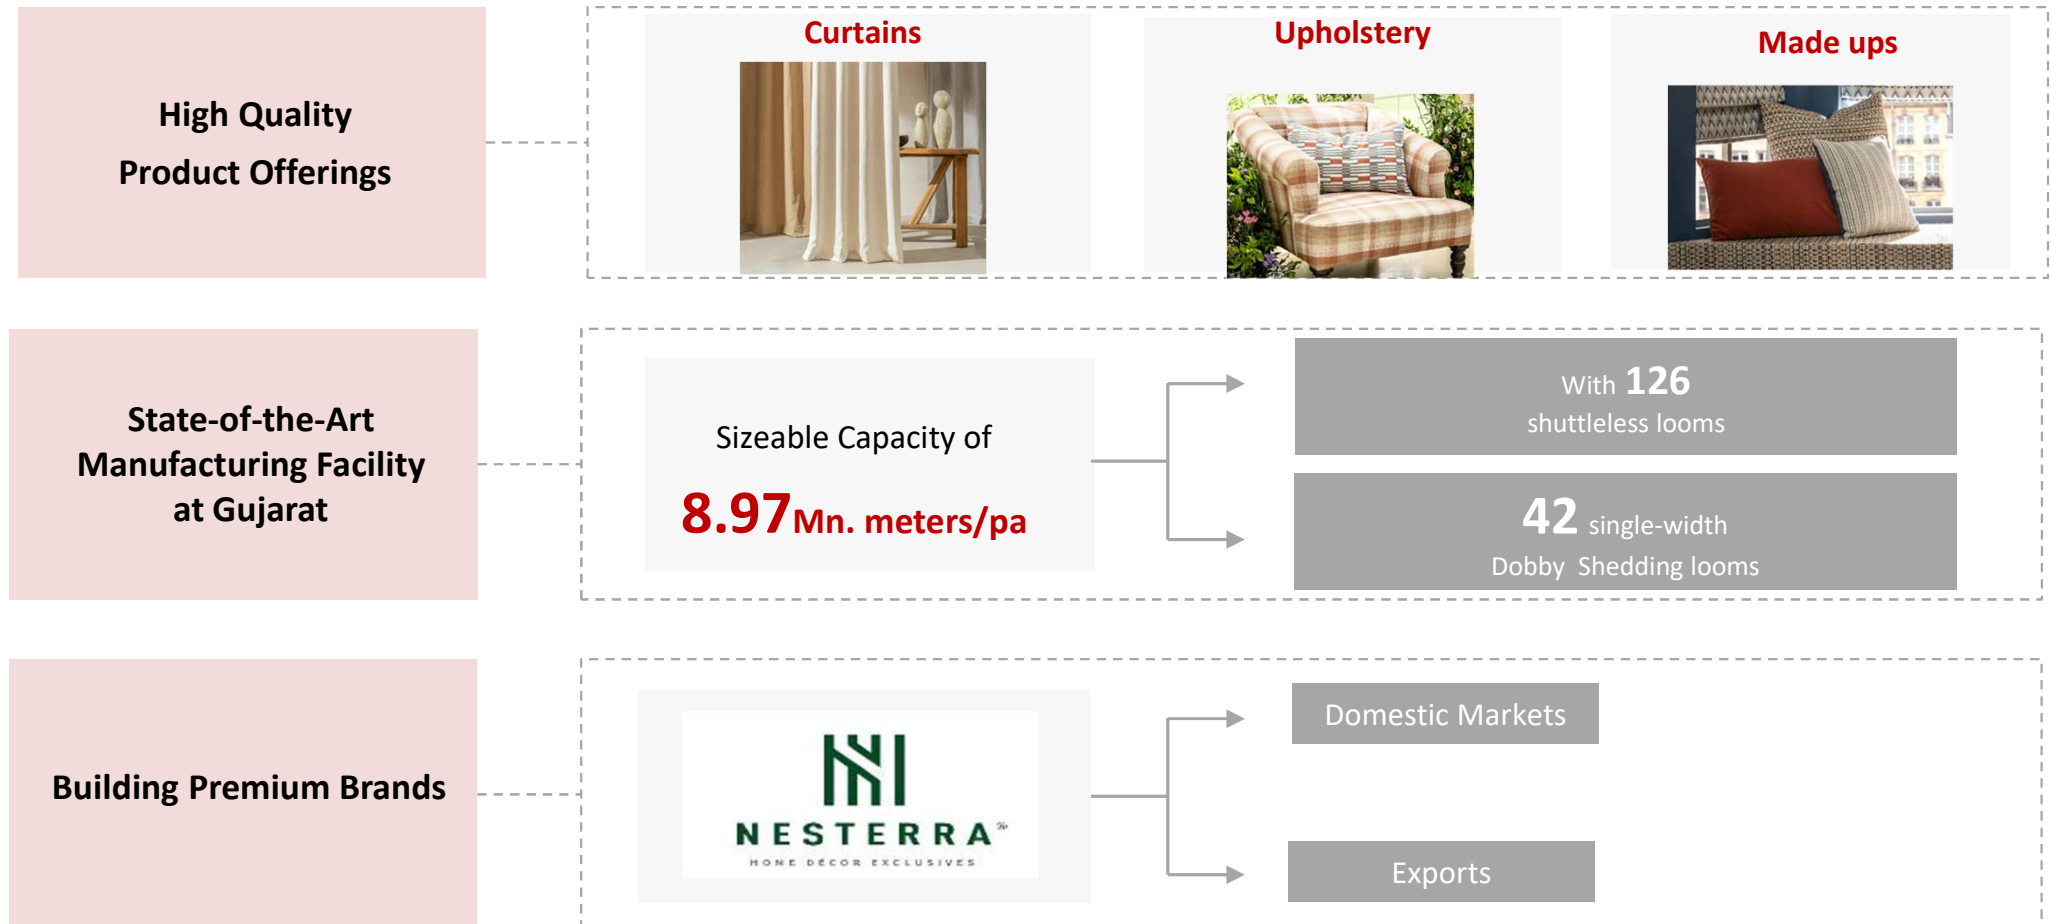 High Quality
Product Offerings
Curtains
Upholstery
Made ups
State-of-the-Art
Manufacturing Facility
at Gujarat
Sizeable Capacity of
8.97Mn. meters/pa
With 126
shuttleless looms
42 single-width
Dobby Shedding looms
Building Premium Brands
NESTERRA
HOME DÉCOR EXCLUSIVES
Domestic Markets
Exports